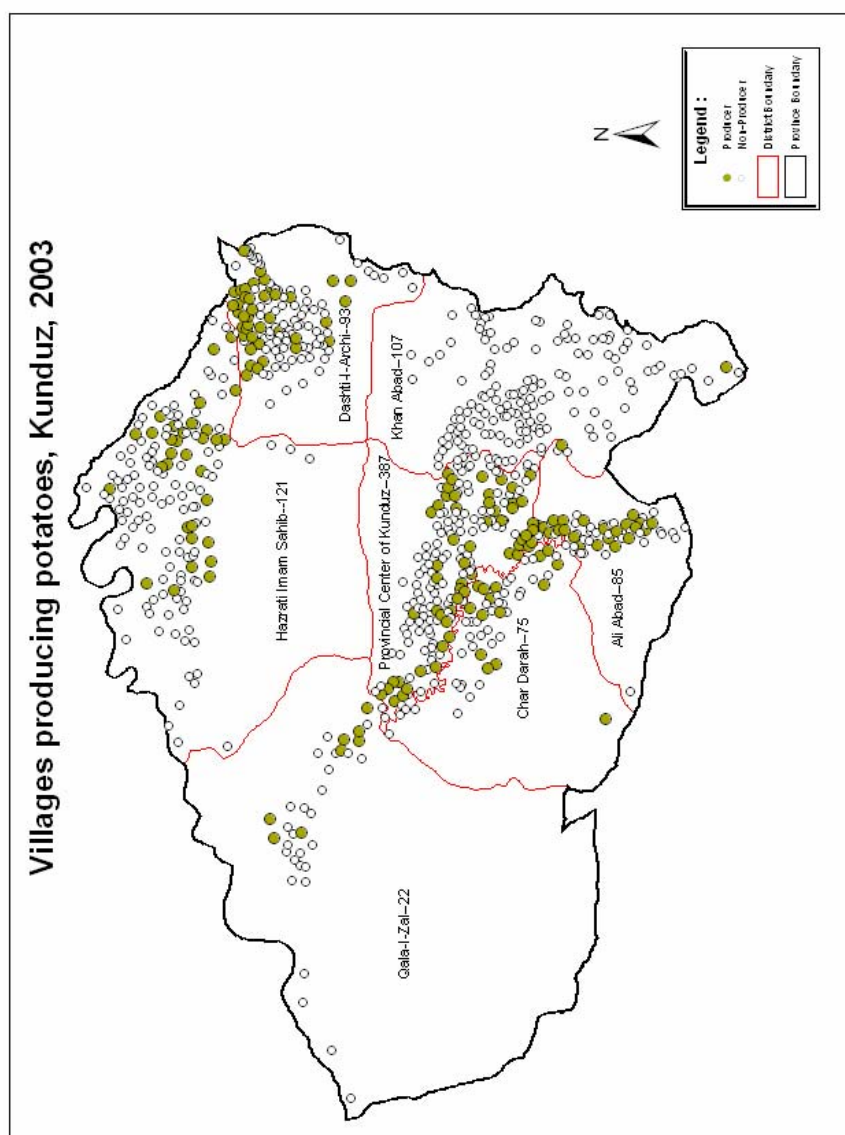 Villages producing potatoes, Kunduz, 2003
Hazrati Imam Sahib--121
Dashti-I-Archi--93
Khan Abad--107
Provincial Center of Kunduz--387
Qala-I-Zal--22
Char Darah--75
Ali Abad--85
N
Legend :
Producer
Non-Producer
District Boundary
Province Boundary